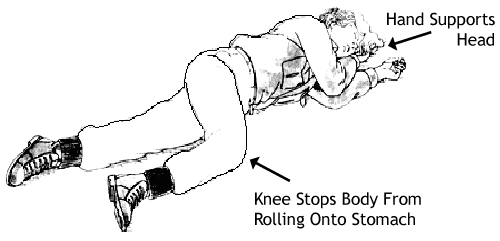 Hand Supports
Head
Knee Stops Body From
Rolling Onto Stomach